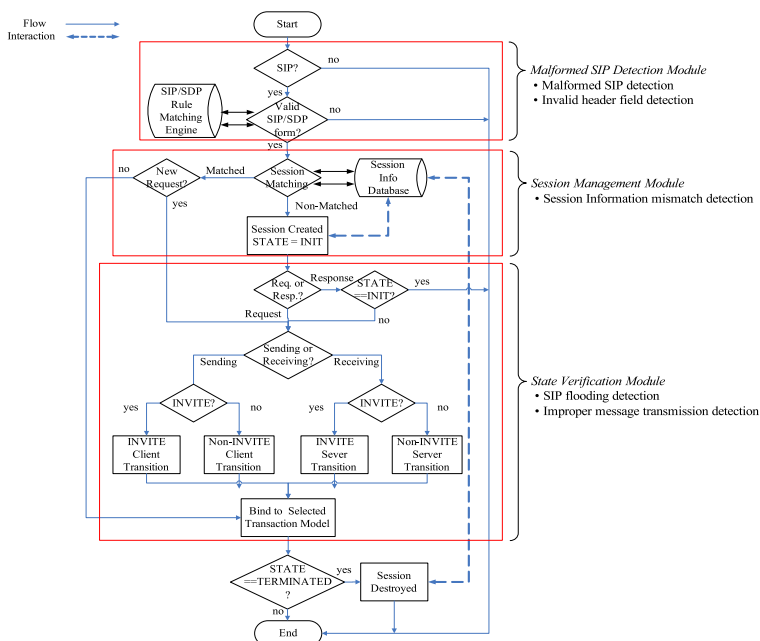 Flow
Interaction
Start
SIP?
no
yes
SIP/SDP
Rule
Matching
Engine
Valid
SIP/SDP
form?
no
yes
Malformed SIP Detection Module
• Malformed SIP detection
• Invalid header field detection
no
New
Request?
yes
Matched
Session
Matching
Session
Info
Database
Non-Matched
Session Created
STATE = INIT
Session Management Module
• Session Information mismatch detection
Req. or
Resp.?
Response
STATE
==INIT?
yes
Request
no
Sending or
Receiving?
Sending
Receiving
INVITE?
yes
no
INVITE?
yes
no
INVITE
Client
Transition
Non-INVITE
Client
Transition
INVITE
Sever
Transition
Non-INVITE
Server
Transition
Bind to Selected
Transaction Model
State Verification Module
• SIP flooding detection
• Improper message transmission detection
STATE
==TERMINATED
?
yes
Session
Destroyed
no
End